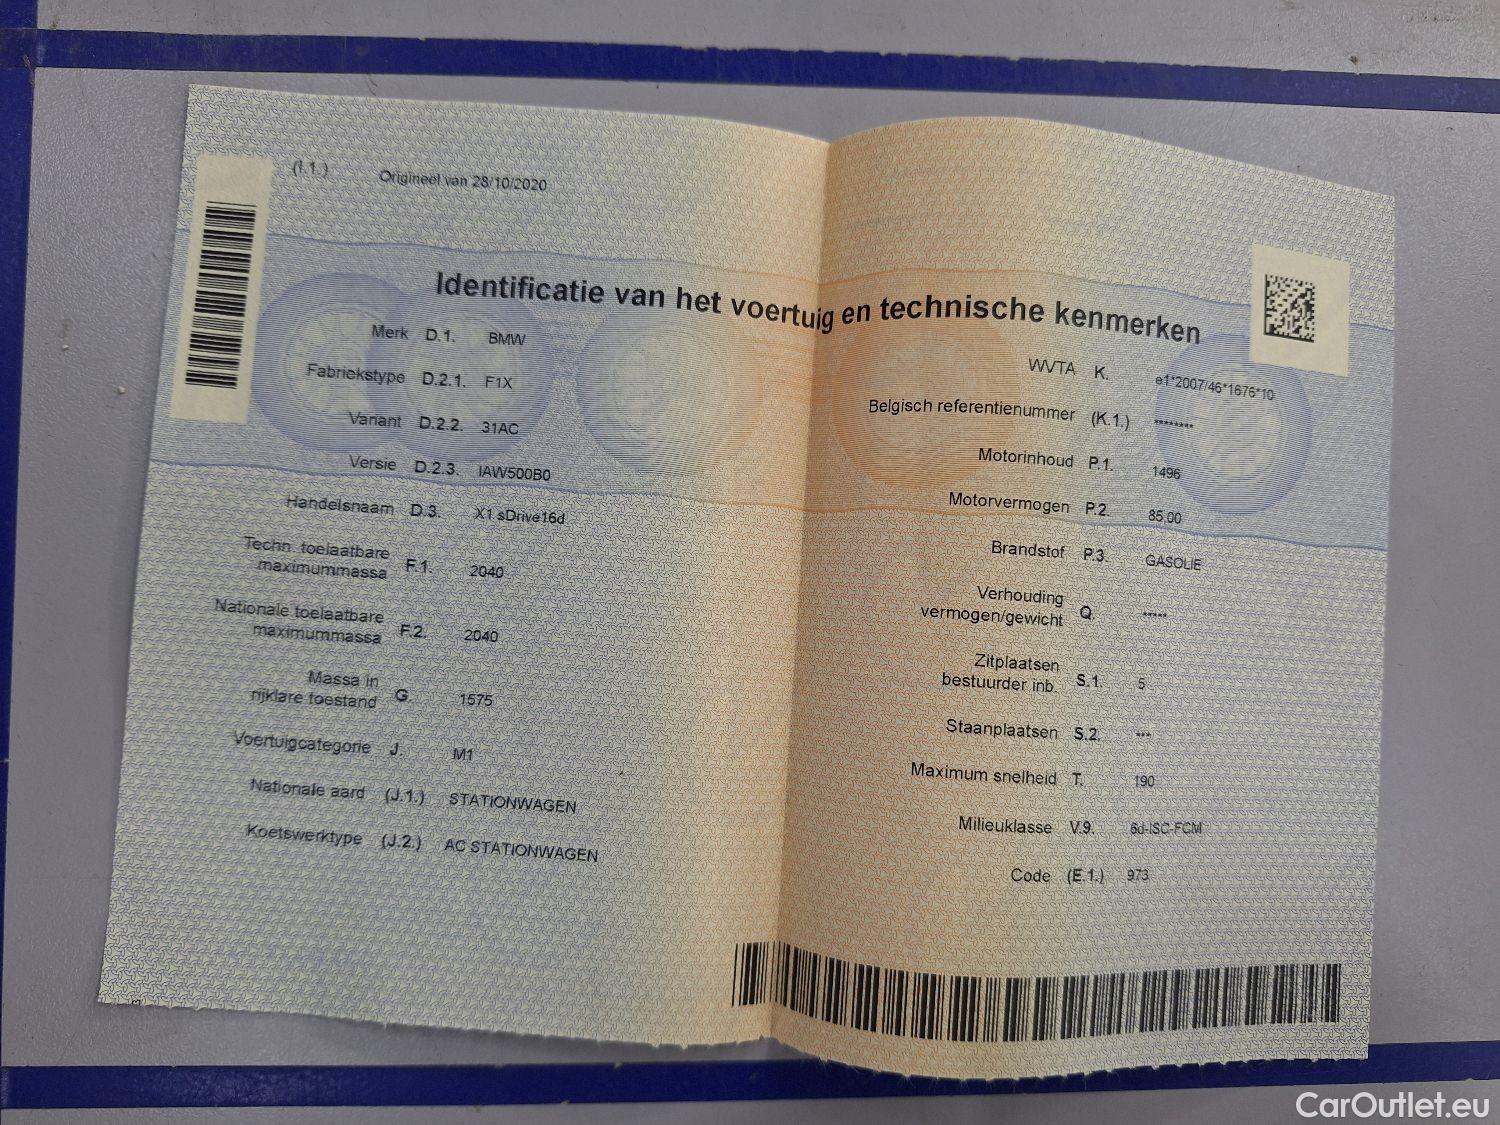 (I.1.) Origineel van 28/10/2020
Identificatie van het voertuig en technische kenmerken
Merk D.1. BMW
Fabriekstype D.2.1. F1X
Variant D.2.2. 31AC
Versie D.2.3. IAW500B0
Handelsnaam D.3. X1 sDrive16d
Techn. toelaatbare
maximummassa F.1. 2040
Nationale toelaatbare
maximummassa F.2. 2040
Massa in
rijklare toestand G. 1575
Voertuigcategorie J. M1
Nationale aard (J.1.) STATIONWAGEN
Koetswerktype (J.2.) AC STATIONWAGEN
WVTA K. e1*2007/46*1676*10
Belgisch referentienummer (K.1.) ********
Motorinhoud P.1. 1496
Motorvermogen P.2. 85,00
Brandstof P.3. GASOLIE
Verhouding
vermogen/gewicht Q. *****
Zitplaatsen
bestuurder inb. S.1. 5
Staanplaatsen S.2. ***
Maximum snelheid T. 190
Milieuklasse V.9. 6d-ISC-FCM
Code (E.1.) 973
CarOutlet.eu